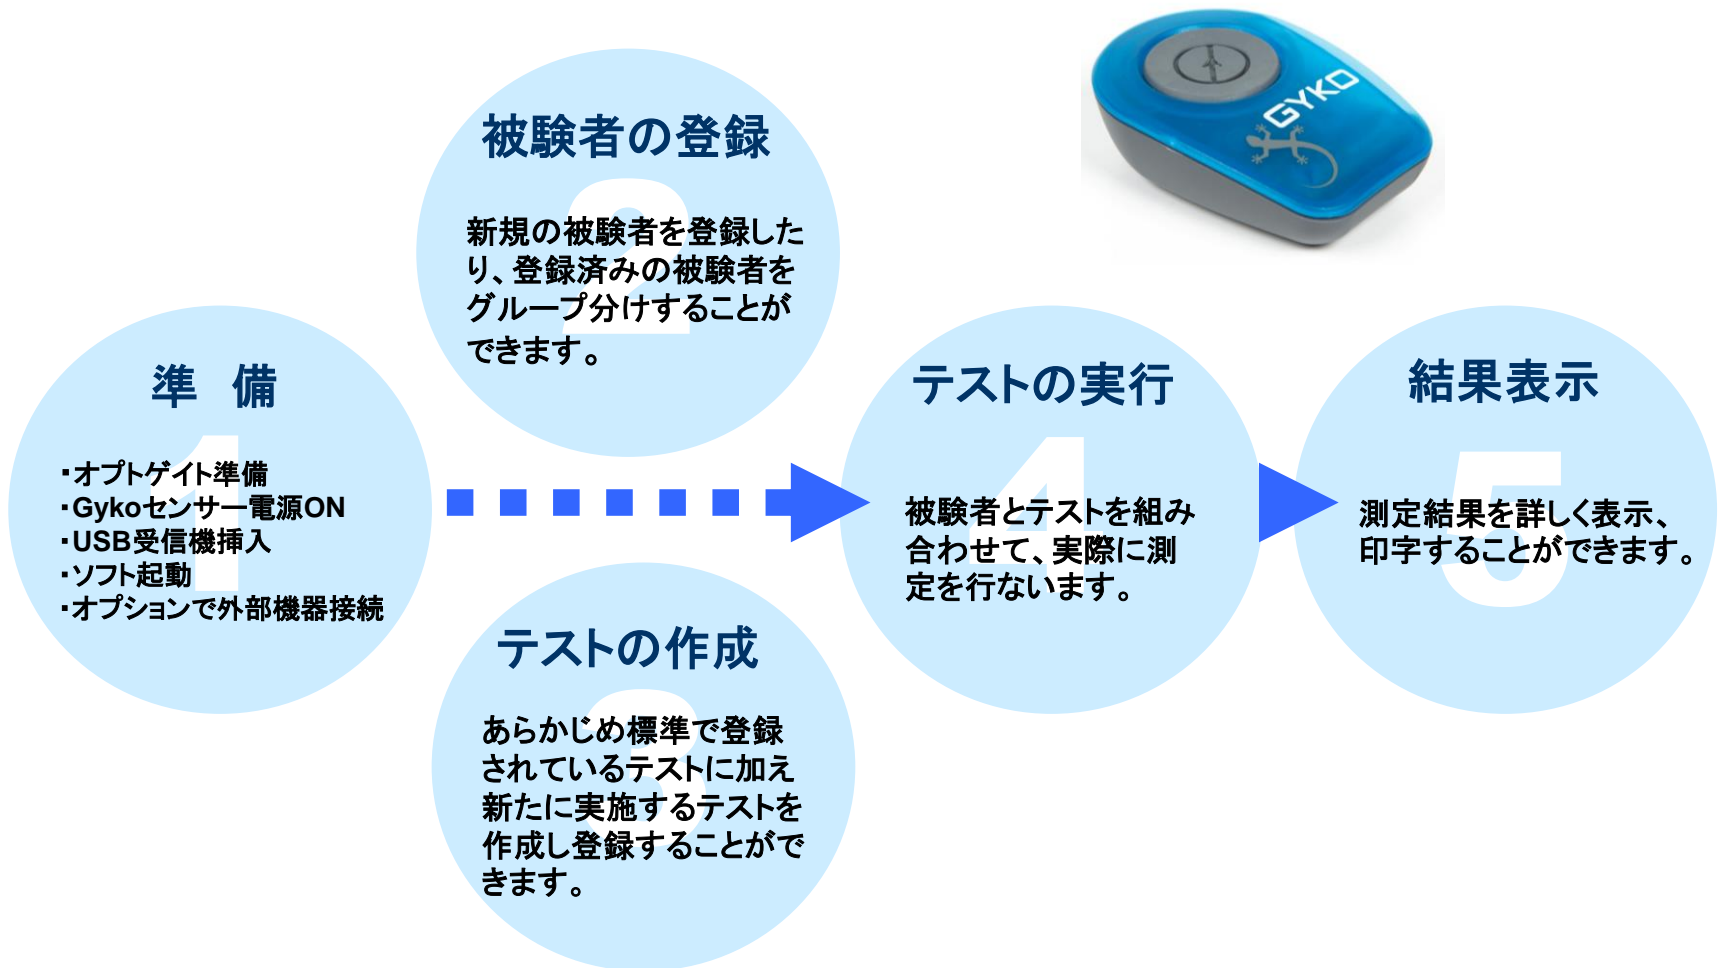 GYKO
1
準 備
・オプトゲイト準備
・Gykoセンサー電源ON
・USB受信機挿入
・ソフト起動
・オプションで外部機器接続
2
被験者の登録
新規の被験者を登録した
り、登録済みの被験者を
グループ分けすることが
できます。
3
テストの作成
あらかじめ標準で登録
されているテストに加え
新たに実施するテストを
作成し登録することがで
きます。
4
テストの実行
被験者とテストを組み
合わせて、実際に測
定を行ないます。
5
結果表示
測定結果を詳しく表示、
印字することができます。